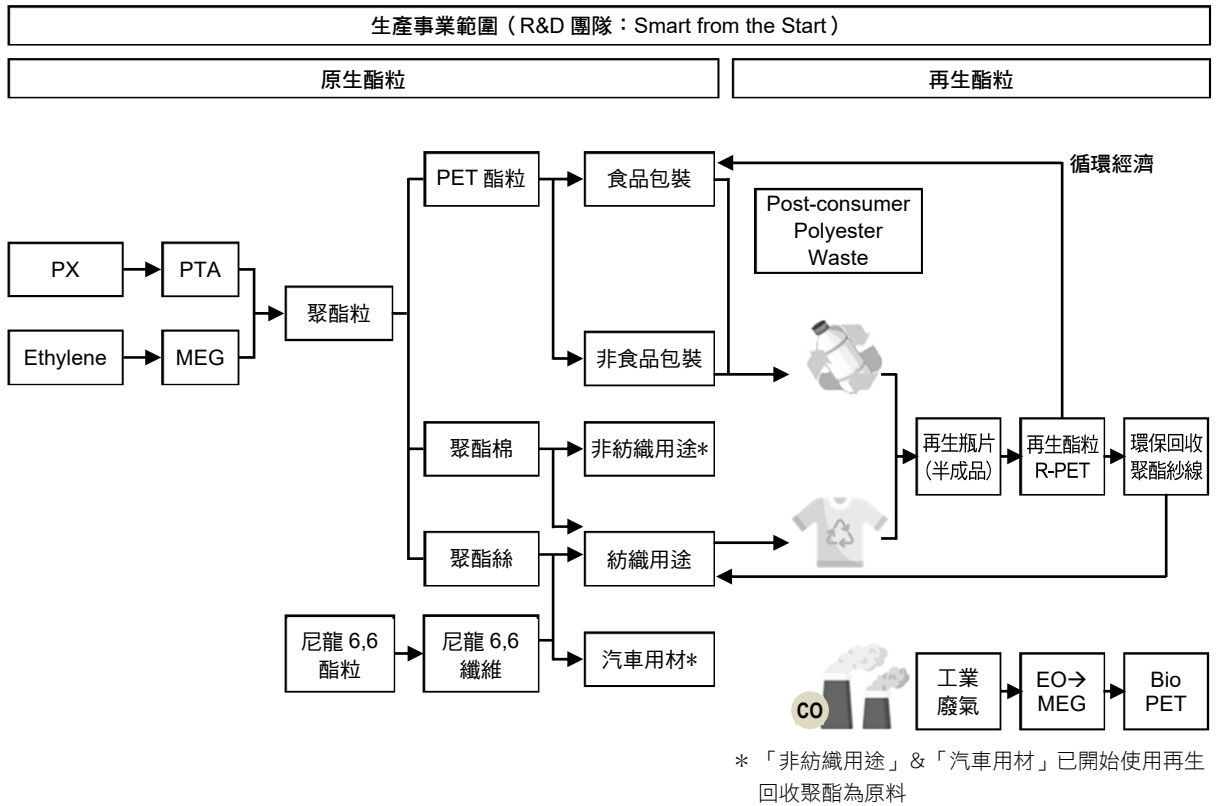 生產事業範圍（R&D 團隊：Smart from the Start）
原生酯粒
再生酯粒
PET 酯粒
食品包裝
循環經濟
Post-consumer
Polyester
Waste
PX
PTA
聚酯粒
Ethylene
MEG
非食品包裝
聚酯棉
非紡織用途*
再生瓶片
（半成品）
再生酯粒
R-PET
環保回收
聚酯紗線
聚酯絲
紡織用途
尼龍 6,6
酯粒
尼龍 6,6
纖維
汽車用材*
CO
工業
廢氣
EO→
MEG
Bio
PET
* 「非紡織用途」&「汽車用材」已開始使用再生
回收聚酯為原料